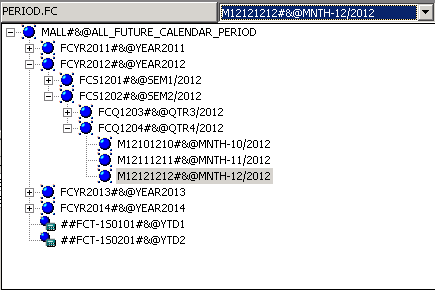 PERIOD.FC
M12121212#&@MNTH-12/2012
MALL#&@ALL_FUTURE_CALENDAR_PERIOD
FCYR2011#&@YEAR2011
FCYR2012#&@YEAR2012
FCS1201#&@SEM1/2012
FCS1202#&@SEM2/2012
FCQ1203#&@QTR3/2012
FCQ1204#&@QTR4/2012
M12101210#&@MNTH-10/2012
M12111211#&@MNTH-11/2012
M12121212#&@MNTH-12/2012
FCYR2013#&@YEAR2013
FCYR2014#&@YEAR2014
##FCT-1S0101#&@YTD1
##FCT-1S0201#&@YTD2